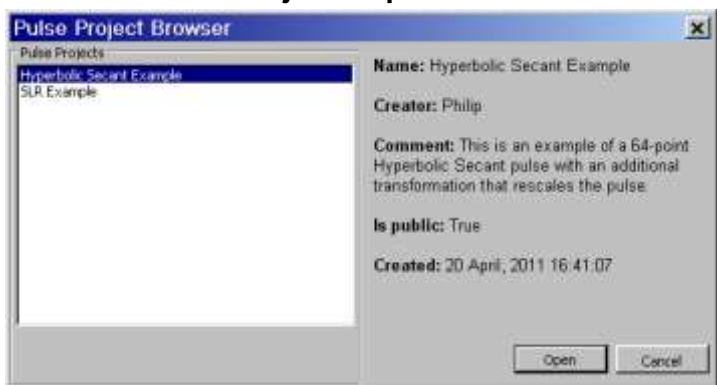 Pulse Project Browser
Pulse Projects
Hyperbolic Secant Example
SLR Example
Name: Hyperbolic Secant Example
Creator: Philip
Comment: This is an example of a 64-point
Hyperbolic Secant pulse with an additional
transformation that rescales the pulse.
Is public: True
Created: 20 April, 2011 16:41:07
Open
Cancel